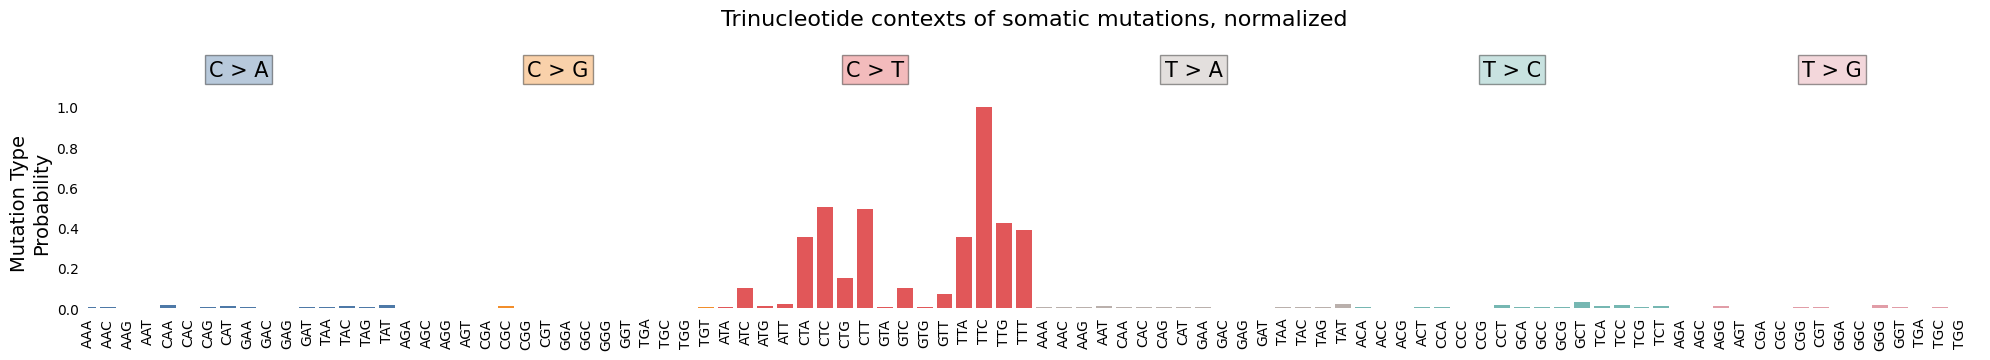 Trinucleotide contexts of somatic mutations, normalized
C > A
C > G
C > T
T > A
T > C
T > G
Mutation Type
Probability
1.0
0.8
0.6
0.4
0.2
0.0
AAA
AAC
AAG
AAT
CAA
CAC
CAG
CAT
GAA
GAC
GAG
GAT
TAA
TAC
TAG
TAT
AGA
AGC
AGG
AGT
CGA
CGC
CGG
CGT
GGA
GGC
GGG
GGT
TGA
TGC
TGG
TGT
ATA
ATC
ATG
ATT
CTA
CTC
CTG
CTT
GTA
GTC
GTG
GTT
TTA
TTC
TTG
TTT
AAA
AAC
AAG
AAT
CAA
CAC
CAG
CAT
GAA
GAC
GAG
GAT
TAA
TAC
TAG
TAT
ACA
ACC
ACG
ACT
CCA
CCC
CCG
CCT
GCA
GCC
GCG
GCT
TCA
TCC
TCG
TCT
AGA
AGC
AGG
AGT
CGA
CGC
CGG
CGT
GGA
GGC
GGG
GGT
TGA
TGC
TGG